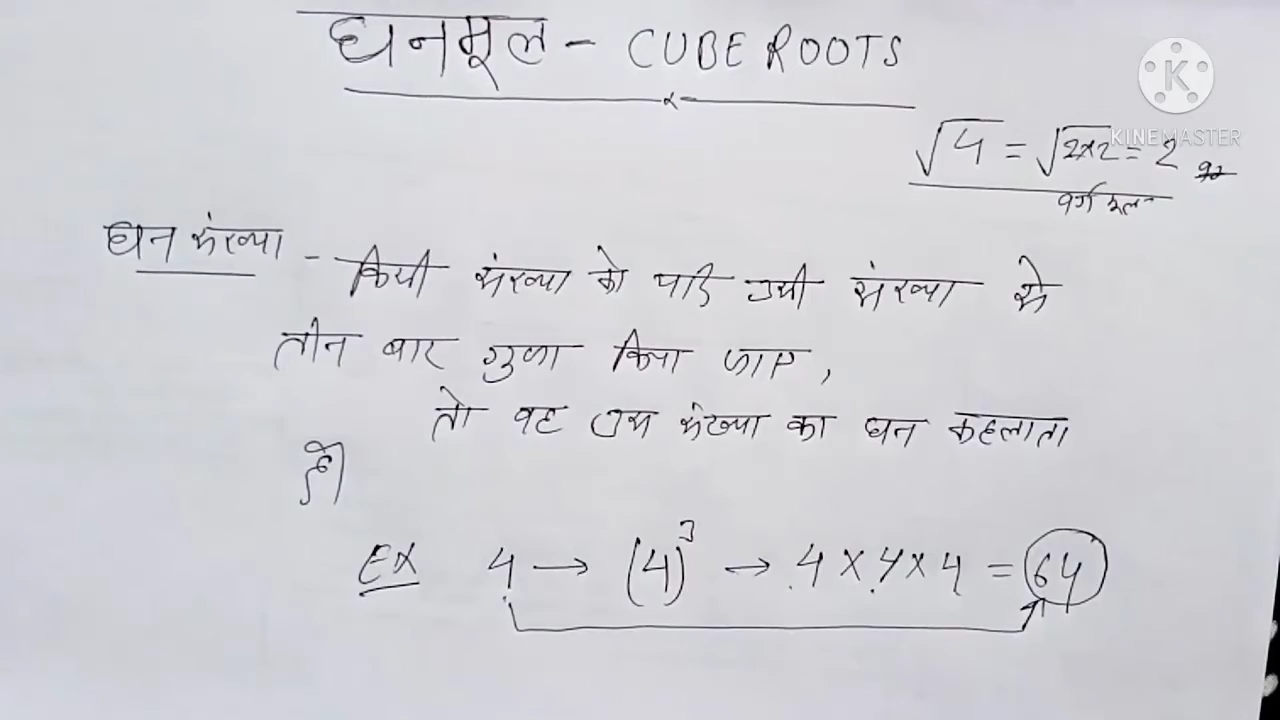 घनमूल - CUBE ROOTS
K
KINEMASTER
√4 = √2×2 = 2
वर्ग मूल
घन संख्या - किसी संख्या को यदि उसी संख्या से
तीन बार गुणा किया जाए,
तो वह उस संख्या का घन कहलाता
है।
EX 4 → (4)³ → 4 × 4 × 4 = 64